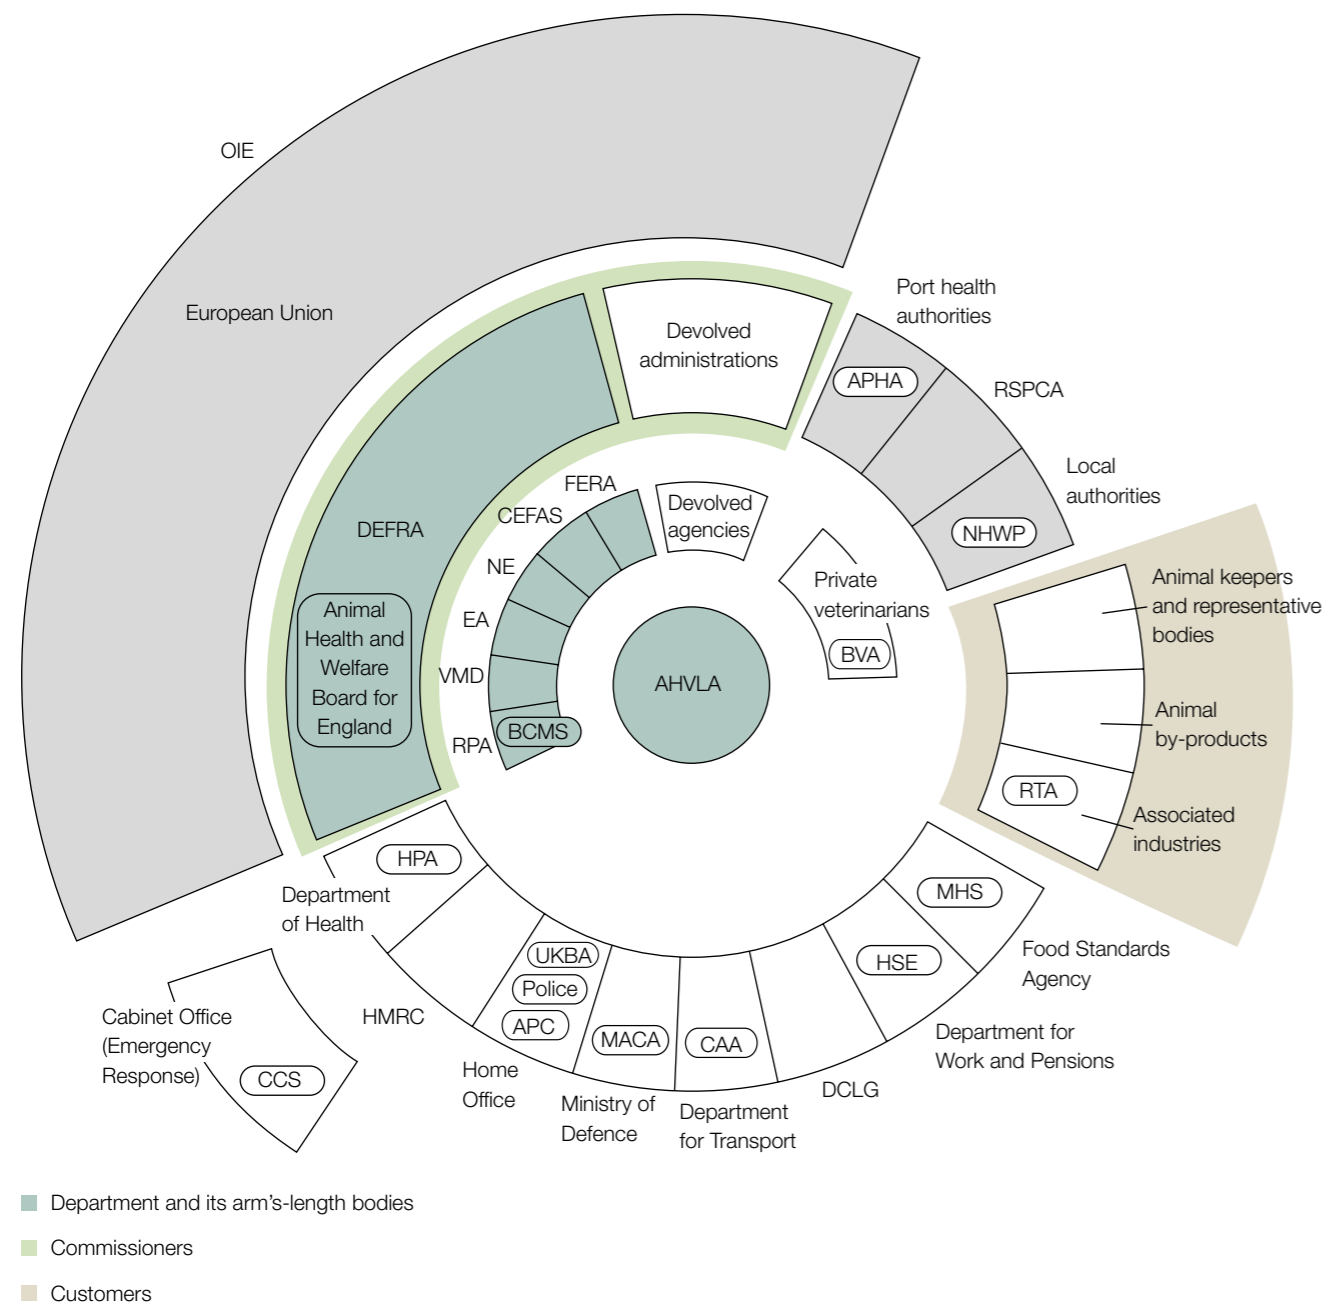 OIE
European Union
Devolved
administrations
Port health
authorities
APHA
RSPCA
Local
authorities
NHWP
DEFRA
Animal
Health and
Welfare
Board for
England
FERA
CEFAS
NE
EA
VMD
RPA
BCMS
Devolved
agencies
Private
veterinarians
BVA
AHVLA
Animal keepers
and representative
bodies
Animal
by-products
RTA
Associated
industries
HPA
Department
of Health
HMRC
UKBA
Police
APC
Home
Office
MACA
Ministry of
Defence
CAA
Department
for Transport
DCLG
HSE
Department for
Work and Pensions
MHS
Food Standards
Agency
Cabinet Office
(Emergency
Response)
CCS
Department and its arm's-length bodies
Commissioners
Customers